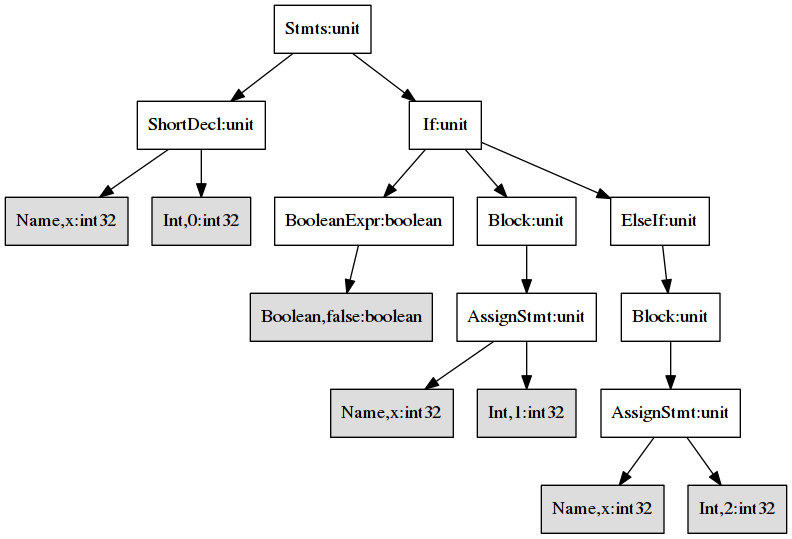 Stmts:unit
ShortDecl:unit
If:unit
Name,x:int32
Int,0:int32
BooleanExpr:boolean
Block:unit
ElseIf:unit
Boolean,false:boolean
AssignStmt:unit
Block:unit
Name,x:int32
Int,1:int32
AssignStmt:unit
Name,x:int32
Int,2:int32